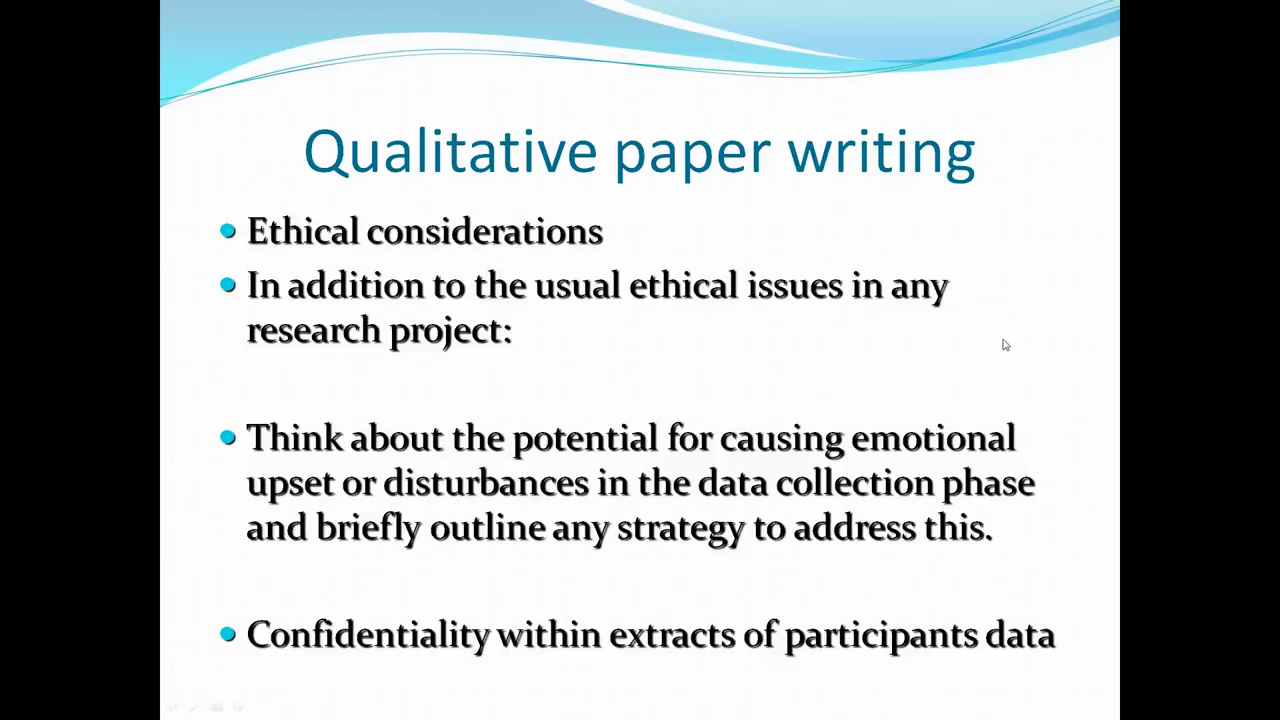 Qualitative paper writing
Ethical considerations
In addition to the usual ethical issues in any
research project:
Think about the potential for causing emotional
upset or disturbances in the data collection phase
and briefly outline any strategy to address this.
Confidentiality within extracts of participants data